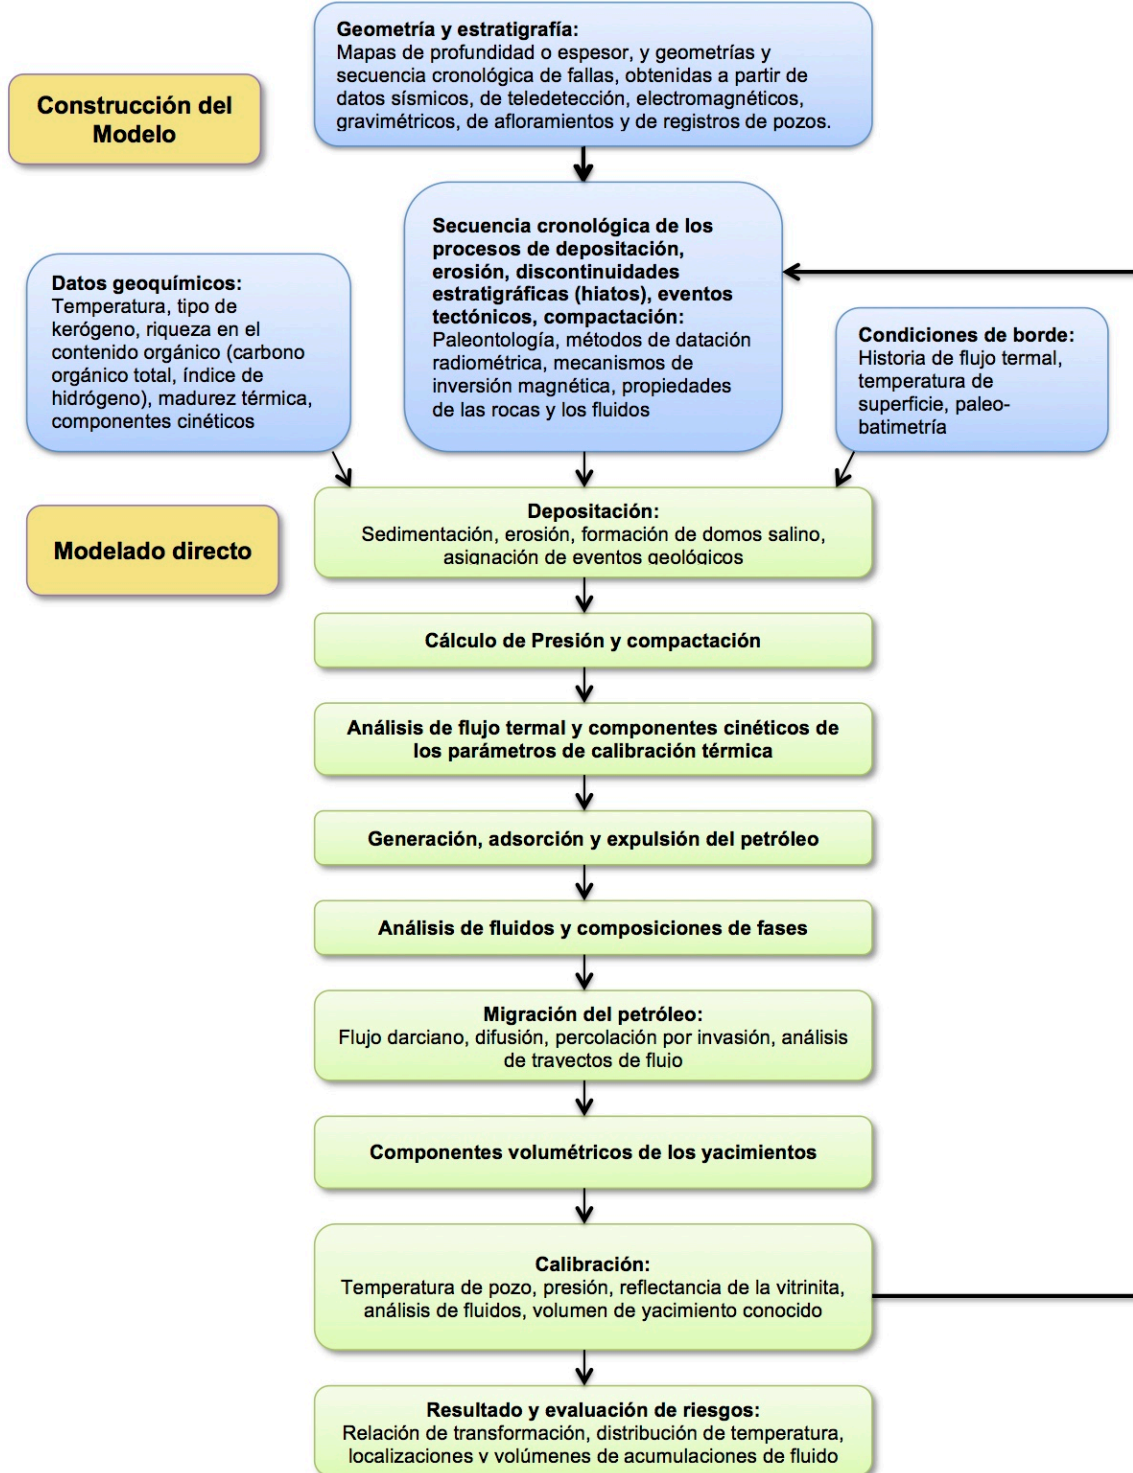 Construcción del
Modelo
Geometría y estratigrafía:
Mapas de profundidad o espesor, y geometrías y
secuencia cronológica de fallas, obtenidas a partir de
datos sísmicos, de teledetección, electromagnéticos,
gravimétricos, de afloramientos y de registros de pozos.
Datos geoquímicos:
Temperatura, tipo de
kerógeno, riqueza en el
contenido orgánico (carbono
orgánico total, índice de
hidrógeno), madurez térmica,
componentes cinéticos
Secuencia cronológica de los
procesos de depositación,
erosión, discontinuidades
estratigráficas (hiatos), eventos
tectónicos, compactación:
Paleontología, métodos de datación
radiométrica, mecanismos de
inversión magnética, propiedades
de las rocas y los fluidos
Condiciones de borde:
Historia de flujo termal,
temperatura de
superficie, paleo-
batimetría
Modelado directo
Depositación:
Sedimentación, erosión, formación de domos salino,
asignación de eventos geológicos
Cálculo de Presión y compactación
Análisis de flujo termal y componentes cinéticos de
los parámetros de calibración térmica
Generación, adsorción y expulsión del petróleo
Análisis de fluidos y composiciones de fases
Migración del petróleo:
Flujo darciano, difusión, percolación por invasión, análisis
de trayectos de flujo
Componentes volumétricos de los yacimientos
Calibración:
Temperatura de pozo, presión, reflectancia de la vitrinita,
análisis de fluidos, volumen de yacimiento conocido
Resultado y evaluación de riesgos:
Relación de transformación, distribución de temperatura,
localizaciones y volúmenes de acumulaciones de fluido